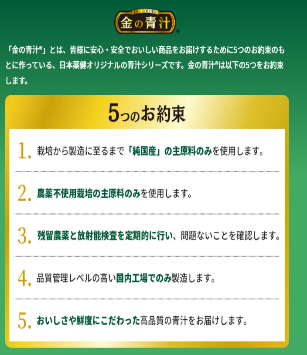 金の青汁
「金の青汁®」とは、皆様に安心・安全でおいしい商品をお届けするために5つのお約束のも
とに作っている、日本薬健オリジナルの青汁シリーズです。金の青汁®は以下の5つをお約束
します。
5つのお約束
1. 栽培から製造に至るまで「純国産」の主原料のみを使用します。
2. 農薬不使用栽培の主原料のみを使用します。
3. 残留農薬と放射能検査を定期的に行い、問題ないことを確認します。
4. 品質管理レベルの高い国内工場でのみ製造します。
5. おいしさや鮮度にこだわった高品質の青汁をお届けします。